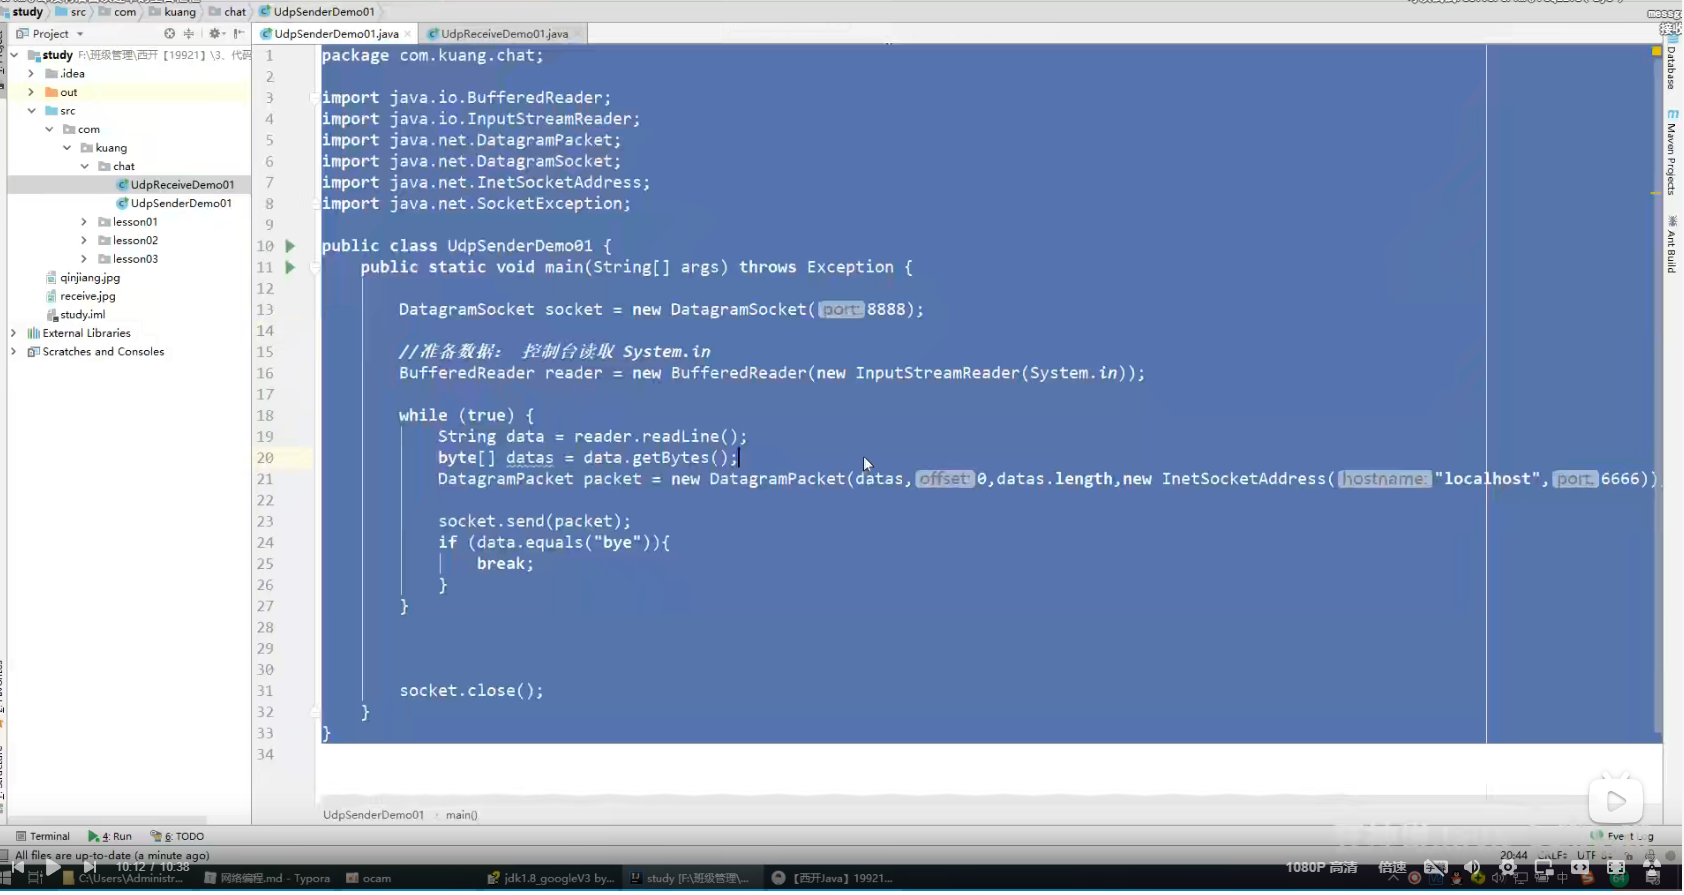 study src com kuang chat UdpSenderDemo01
Project
UdpSenderDemo01.java
UdpReceiveDemo01.java
study F:\班级管理\西开【19921】\3、代码
.idea
out
src
com
kuang
chat
UdpReceiveDemo01
UdpSenderDemo01
lesson01
lesson02
lesson03
qinjiang.jpg
receive.jpg
study.iml
External Libraries
Scratches and Consoles
1 package com.kuang.chat;
2
3 import java.io.BufferedReader;
4 import java.io.InputStreamReader;
5 import java.net.DatagramPacket;
6 import java.net.DatagramSocket;
7 import java.net.InetSocketAddress;
8 import java.net.SocketException;
9
10 public class UdpSenderDemo01 {
11 public static void main(String[] args) throws Exception {
12
13 DatagramSocket socket = new DatagramSocket( port: 8888);
14
15 //准备数据： 控制台读取 System.in
16 BufferedReader reader = new BufferedReader(new InputStreamReader(System.in));
17
18 while (true) {
19 String data = reader.readLine();
20 byte[] datas = data.getBytes();
21 DatagramPacket packet = new DatagramPacket(datas, offset: 0,datas.length,new InetSocketAddress( hostname: "localhost", port: 6666))
22
23 socket.send(packet);
24 if (data.equals("bye")){
25 break;
26 }
27 }
28
29
30
31 socket.close();
32 }
33 }
34
Database
Maven Projects
Ant Build
UdpSenderDemo01 main()
Terminal 4: Run 6: TODO
Event Log
All files are up-to-date (a minute ago)
20:44 CRLF: UTF
10:12 / 10:38
1080P 高清 倍速
C:\Users\Administr... 网络编程.md - Typora ocam jdk1.8_googleV3 by... study [F:\班级管理\... 【西开Java】19921...